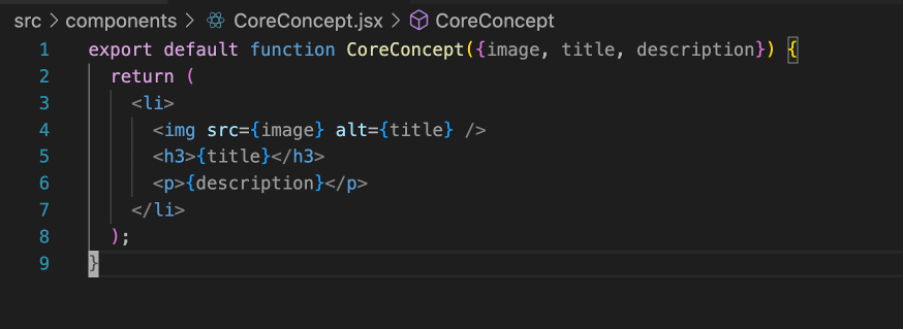 src > components > CoreConcept.jsx > CoreConcept
1 export default function CoreConcept({image, title, description}) {
2   return (
3     <li>
4       <img src={image} alt={title} />
5       <h3>{title}</h3>
6       <p>{description}</p>
7     </li>
8   );
9 }